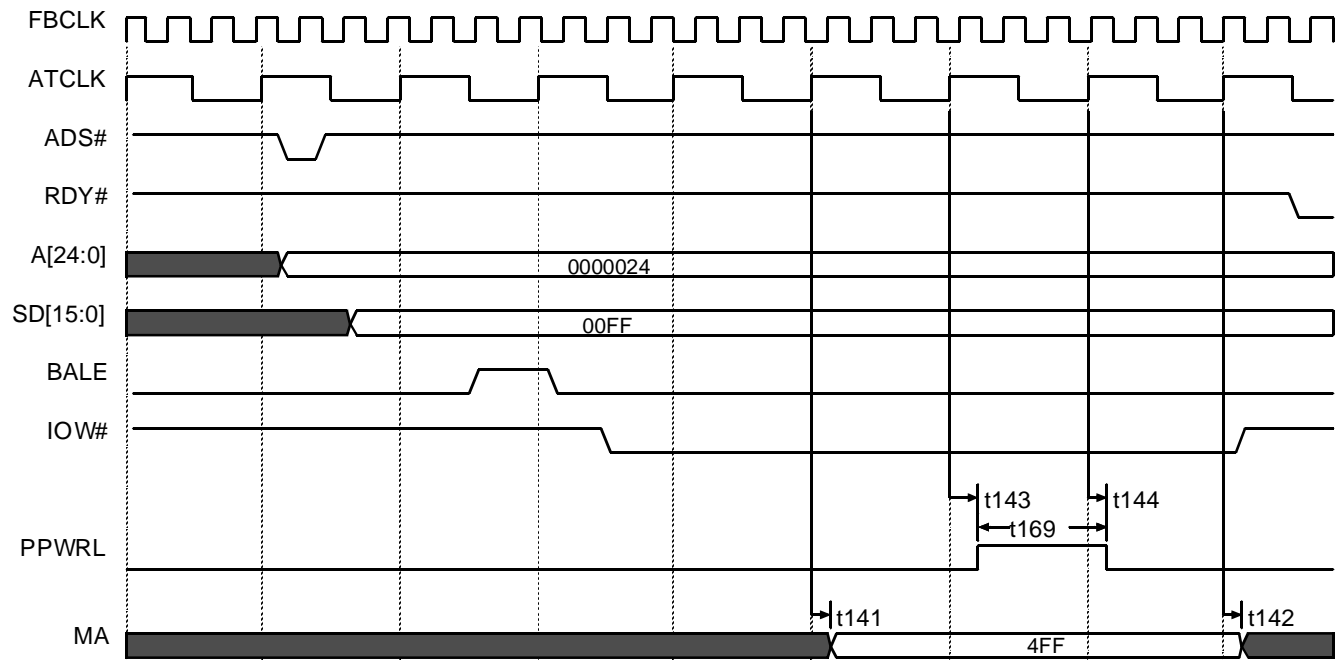 FBCLK
ATCLK
ADS#
RDY#
A[24:0]
0000024
SD[15:0]
00FF
BALE
IOW#
t143
t144
t169
PPWRL
t141
t142
MA
4FF